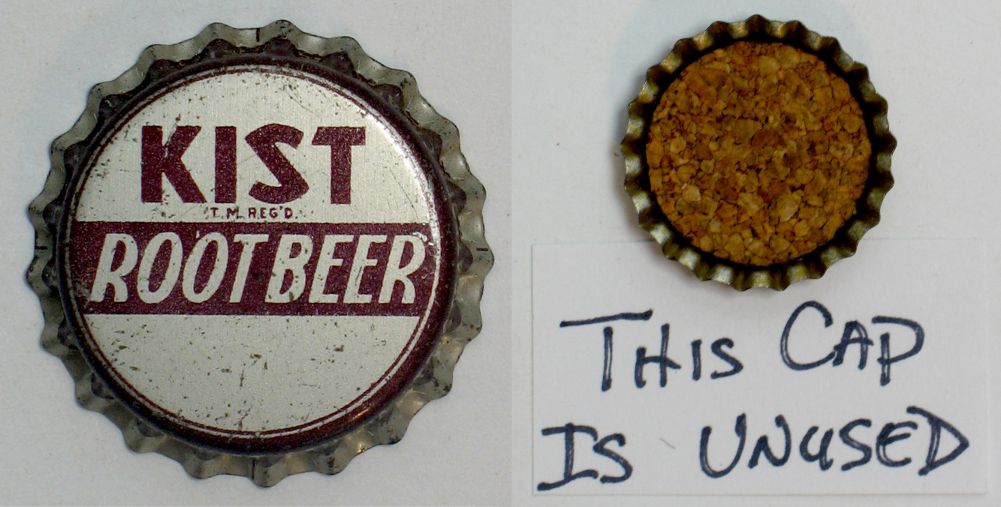 KIST
T.M.REG'D.
ROOT BEER
THIS CAP
IS UNUSED